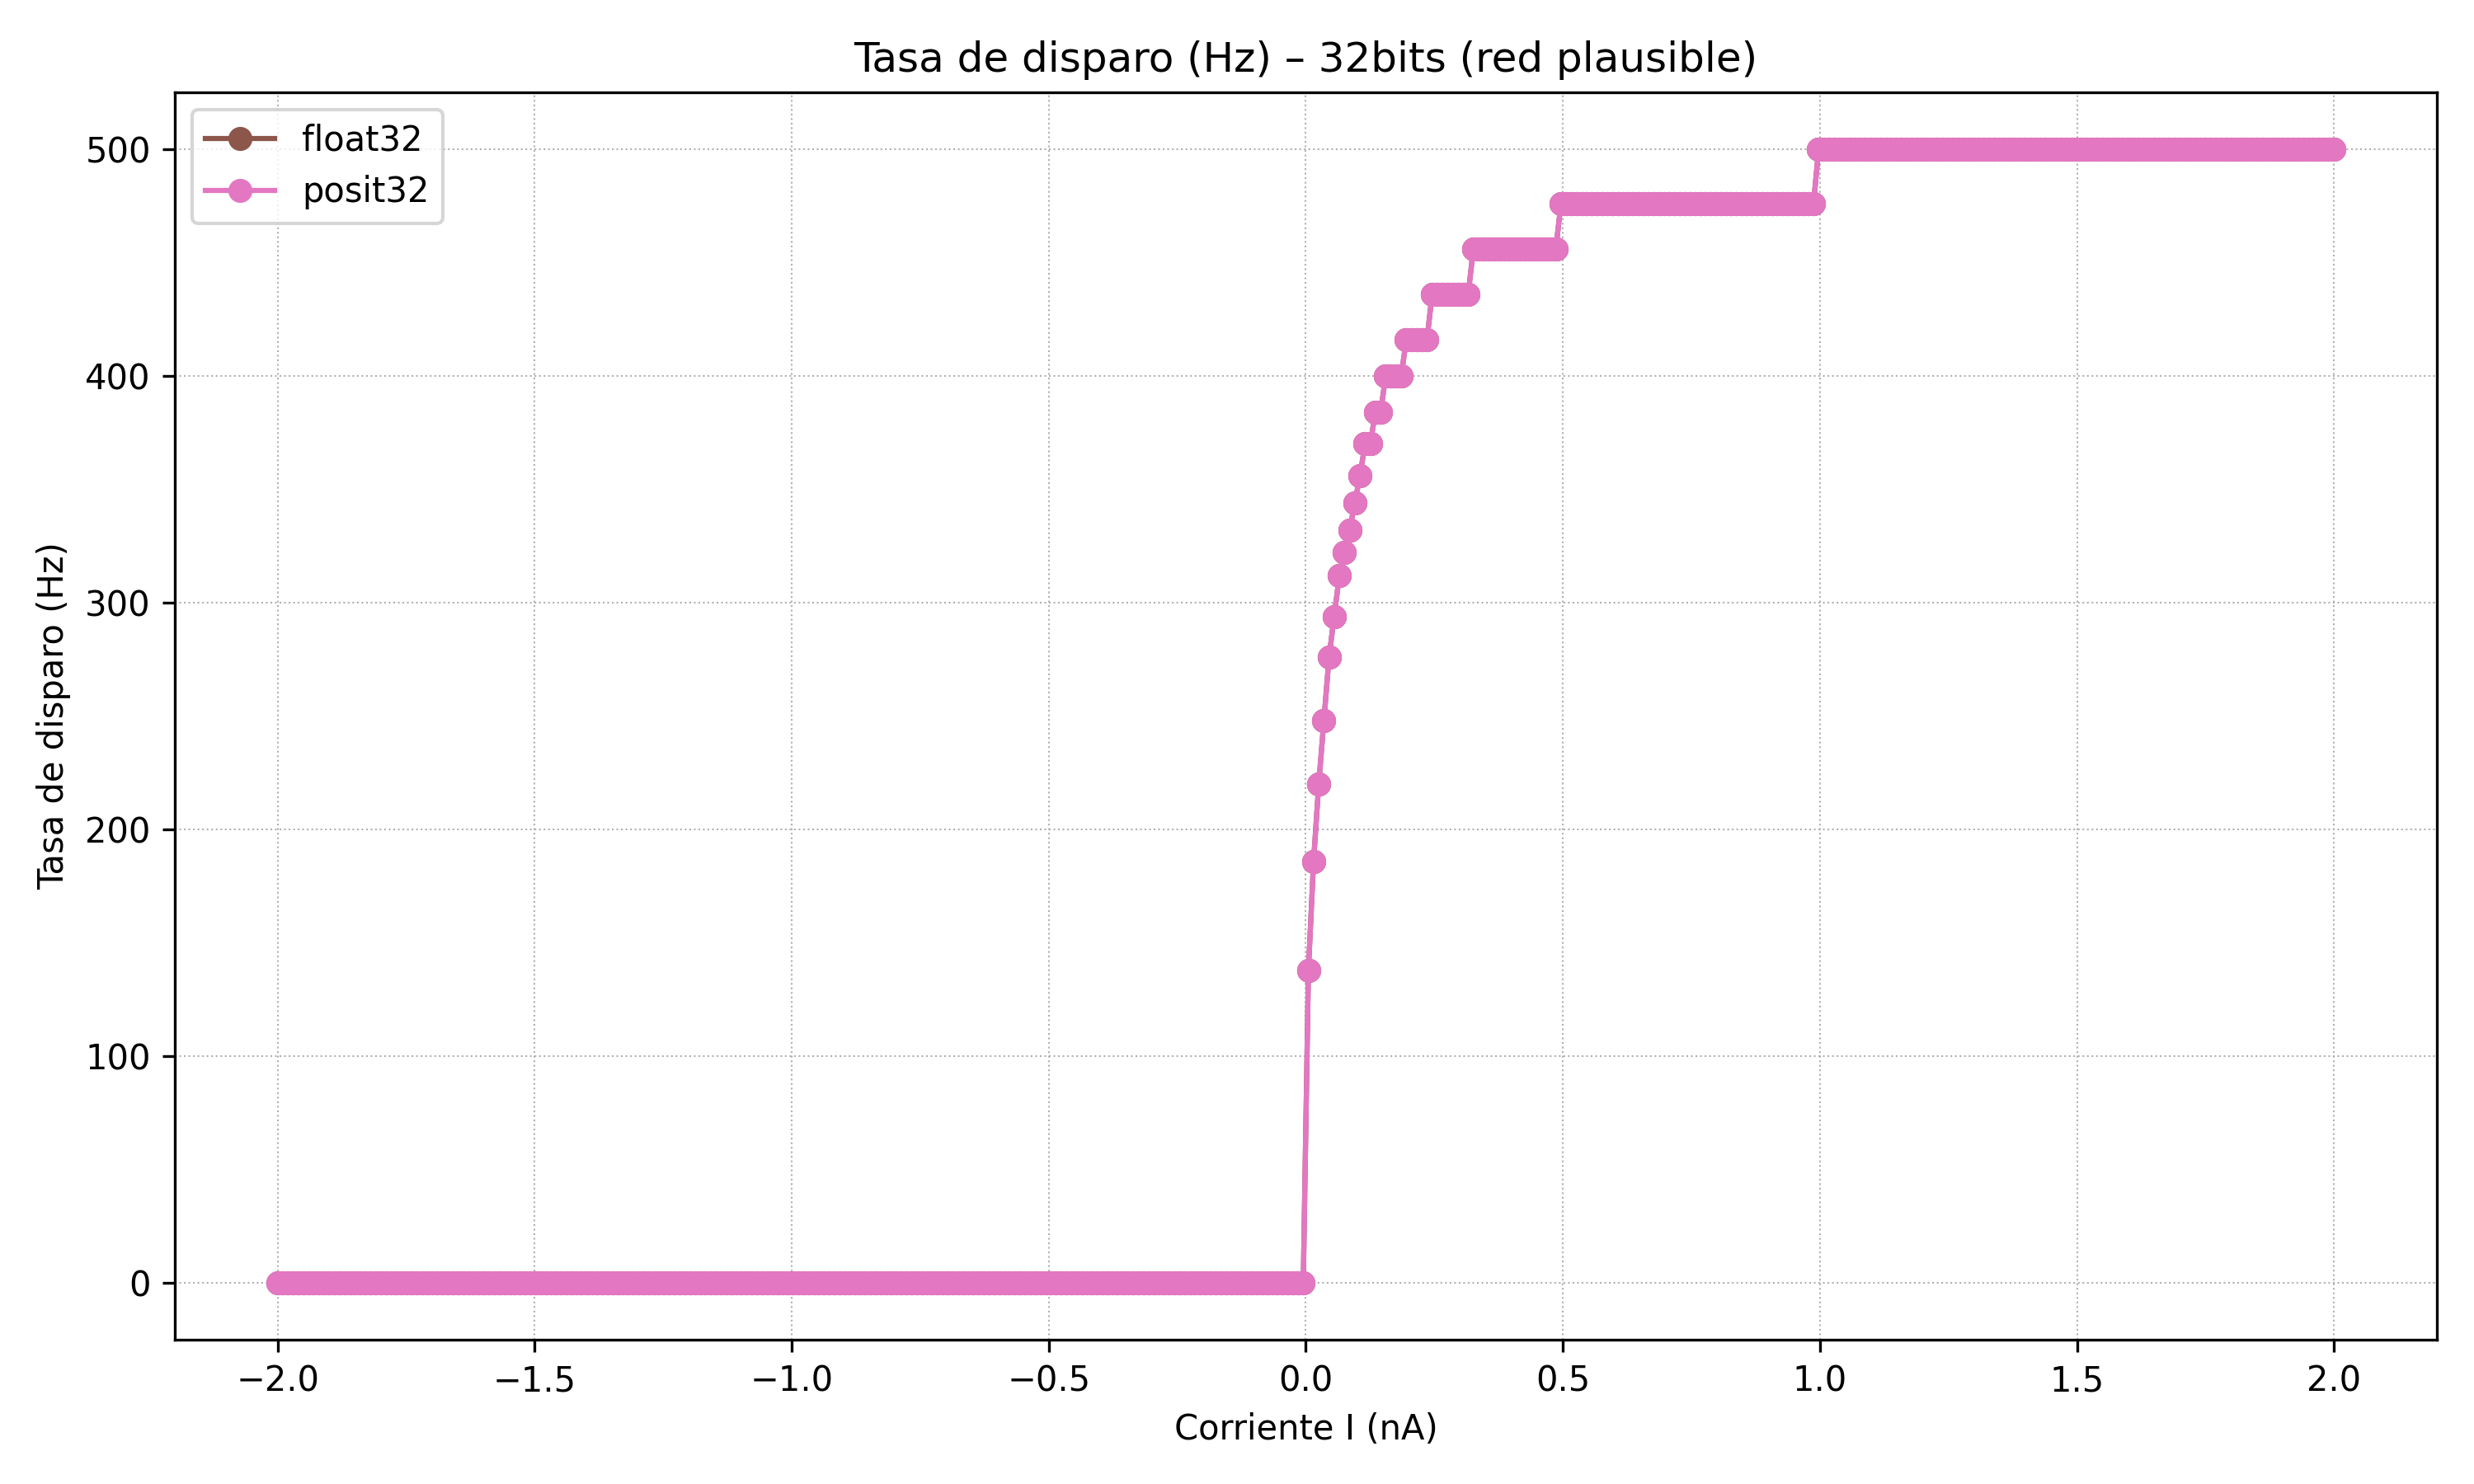 Tasa de disparo (Hz) – 32bits (red plausible)
float32
posit32
Tasa de disparo (Hz)
500
400
300
200
100
0
−2.0 −1.5 −1.0 −0.5 0.0 0.5 1.0 1.5 2.0
Corriente I (nA)